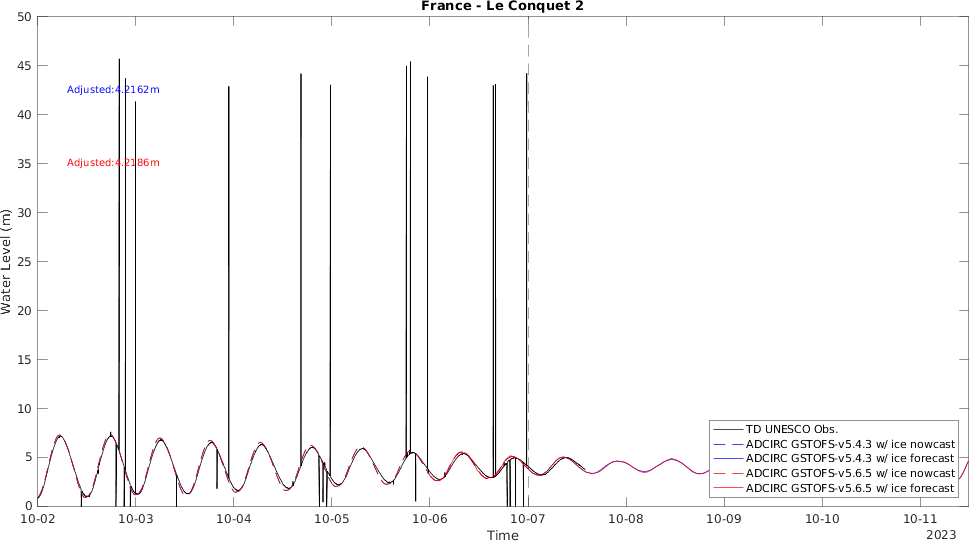 France - Le Conquet 2
50
45
40
35
30
25
20
15
10
5
0
Water Level (m)
Adjusted:4.2162m
Adjusted:4.2186m
TD UNESCO Obs.
ADCIRC GSTOFS-v5.4.3 w/ ice nowcast
ADCIRC GSTOFS-v5.4.3 w/ ice forecast
ADCIRC GSTOFS-v5.6.5 w/ ice nowcast
ADCIRC GSTOFS-v5.6.5 w/ ice forecast
10-02 10-03 10-04 10-05 10-06 10-07 10-08 10-09 10-10 10-11
Time
2023